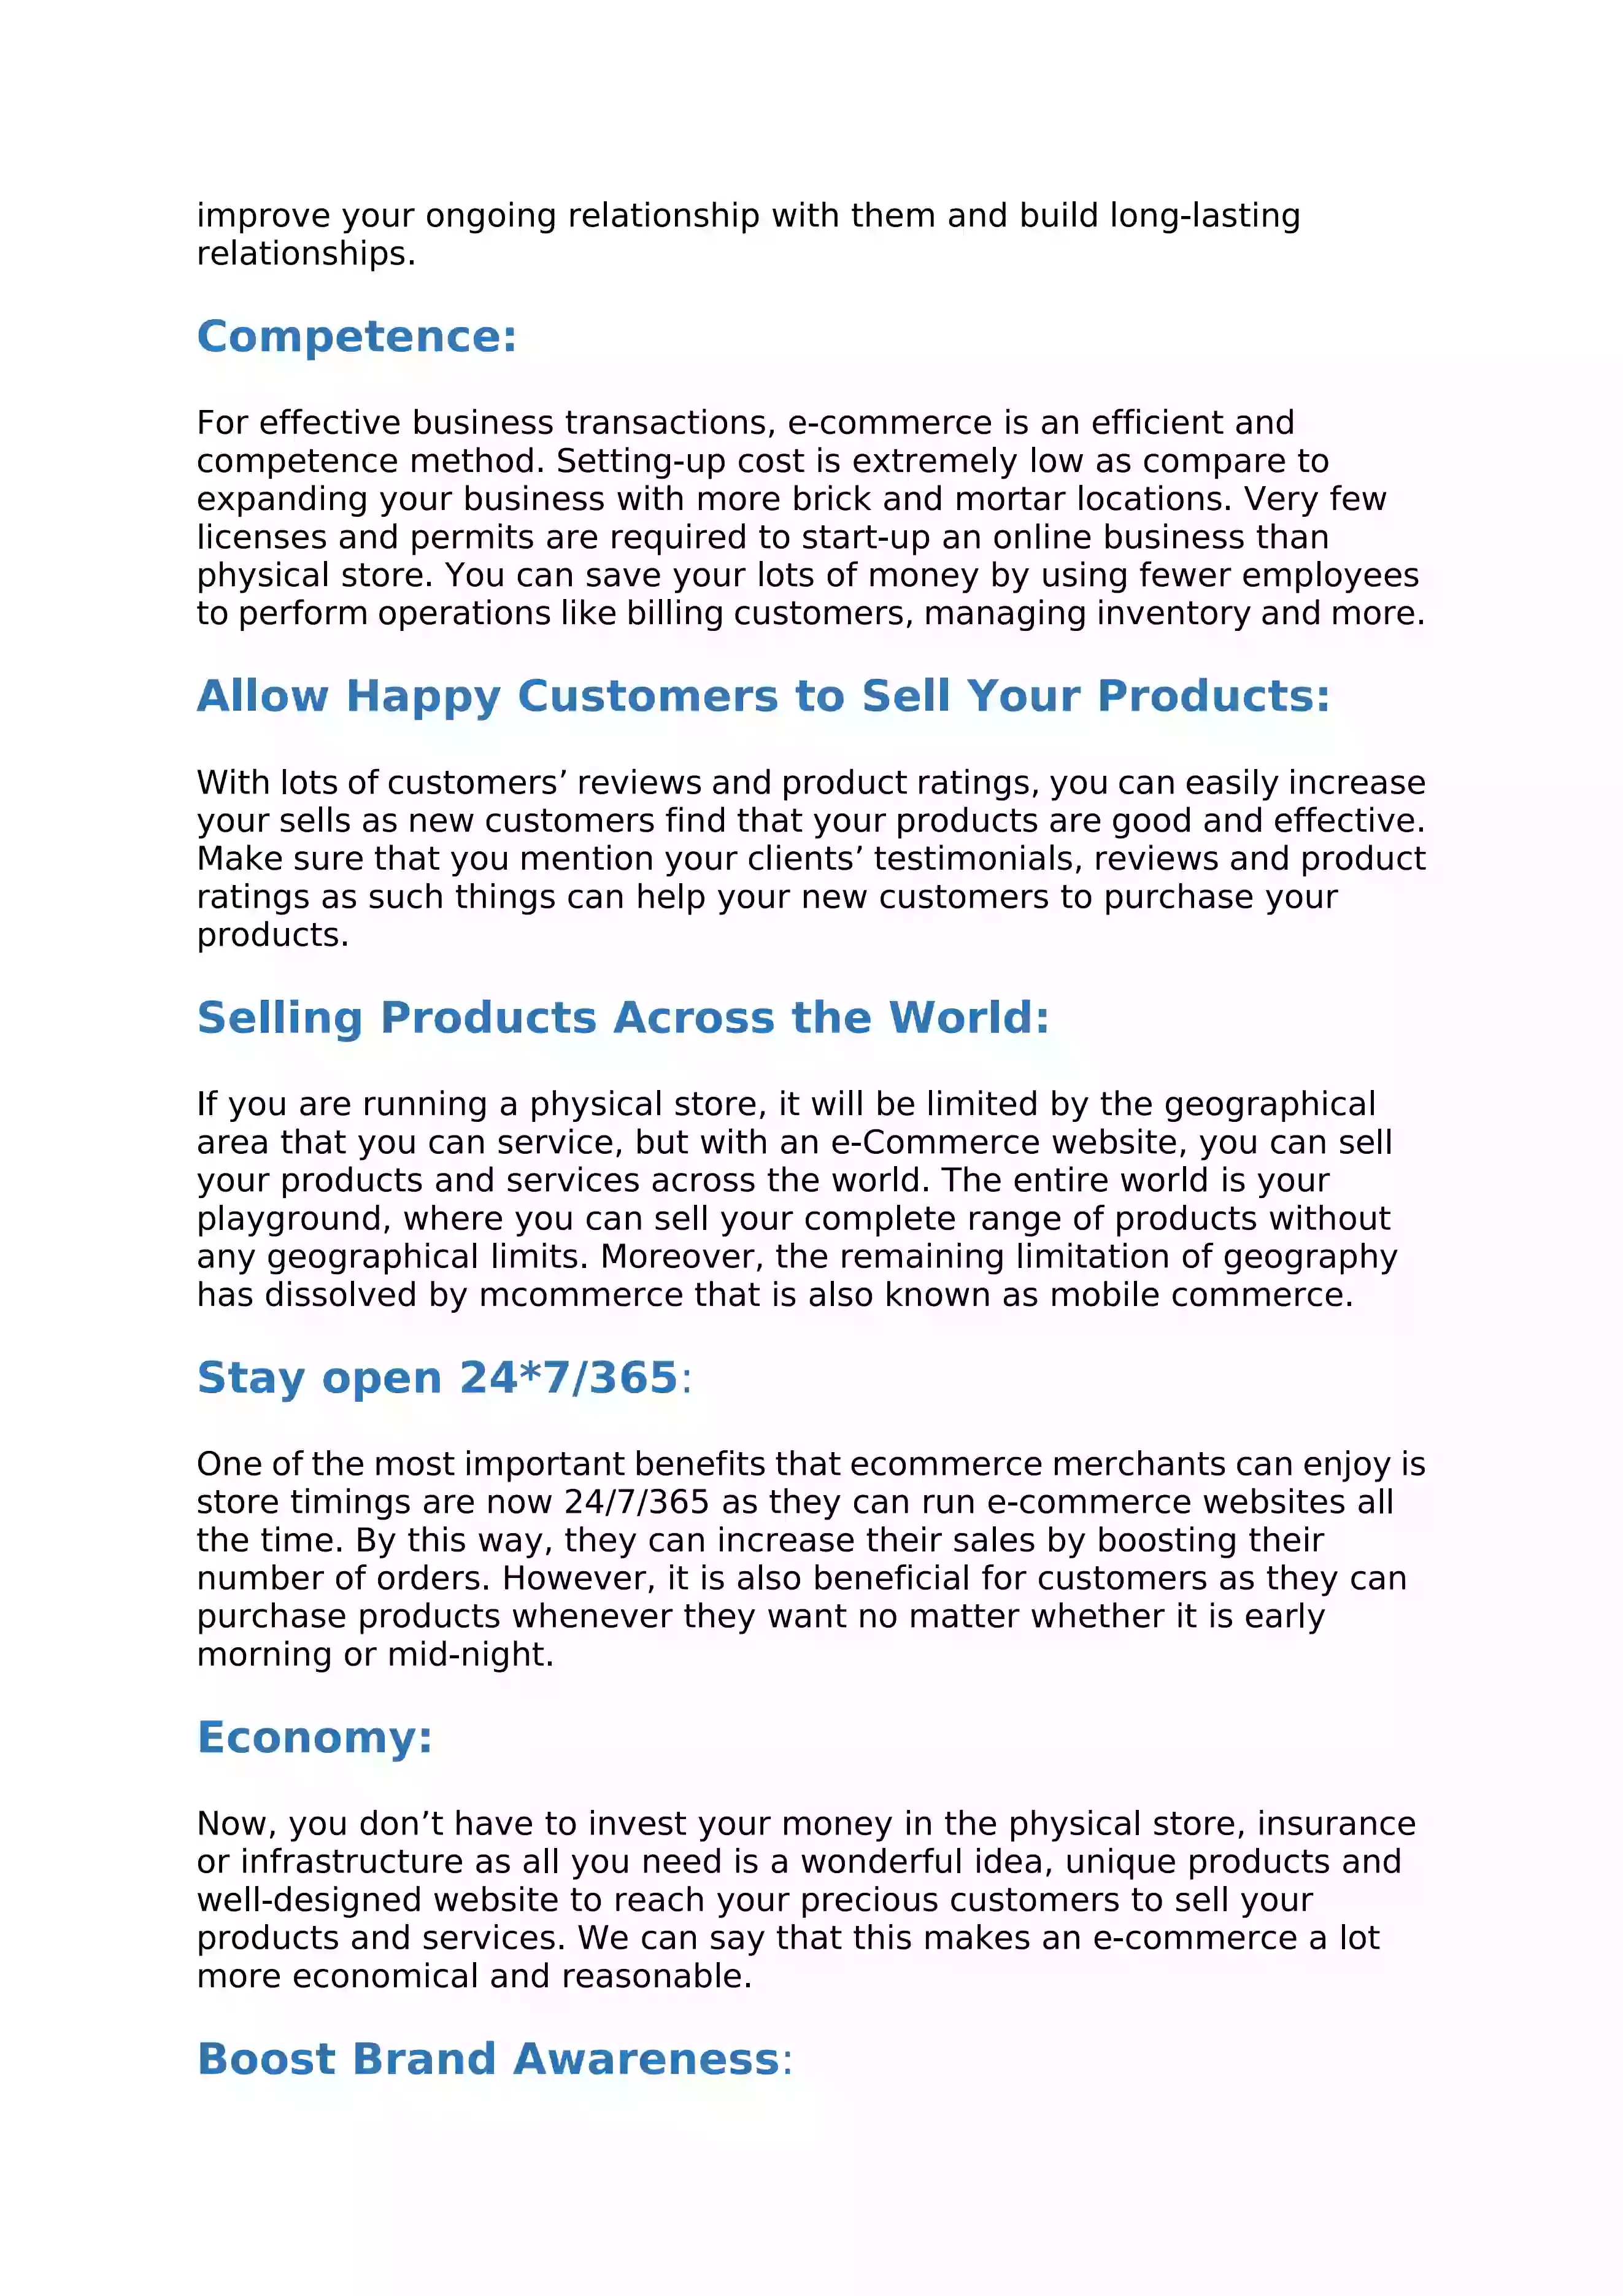 improve your ongoing relationship with them and build long-lasting
relationships.
Competence:
For effective business transactions, e-commerce is an efficient and
competence method. Setting-up cost is extremely low as compare to
expanding your business with more brick and mortar locations. Very few
licenses and permits are required to start-up an online business than
physical store. You can save your lots of money by using fewer employees
to perform operations like billing customers, managing inventory and more.
Allow Happy Customers to Sell Your Products:
With lots of customers’ reviews and product ratings, you can easily increase
your sells as new customers find that your products are good and effective.
Make sure that you mention your clients’ testimonials, reviews and product
ratings as such things can help your new customers to purchase your
products.
Selling Products Across the World:
If you are running a physical store, it will be limited by the geographical
area that you can service, but with an e-Commerce website, you can sell
your products and services across the world. The entire world is your
playground, where you can sell your complete range of products without
any geographical limits. Moreover, the remaining limitation of geography
has dissolved by mcommerce that is also known as mobile commerce.
Stay open 24*7/365:
One of the most important benefits that ecommerce merchants can enjoy is
store timings are now 24/7/365 as they can run e-commerce websites all
the time. By this way, they can increase their sales by boosting their
number of orders. However, it is also beneficial for customers as they can
purchase products whenever they want no matter whether it is early
morning or mid-night.
Economy:
Now, you don’t have to invest your money in the physical store, insurance
or infrastructure as all you need is a wonderful idea, unique products and
well-designed website to reach your precious customers to sell your
products and services. We can say that this makes an e-commerce a lot
more economical and reasonable.
Boost Brand Awareness: